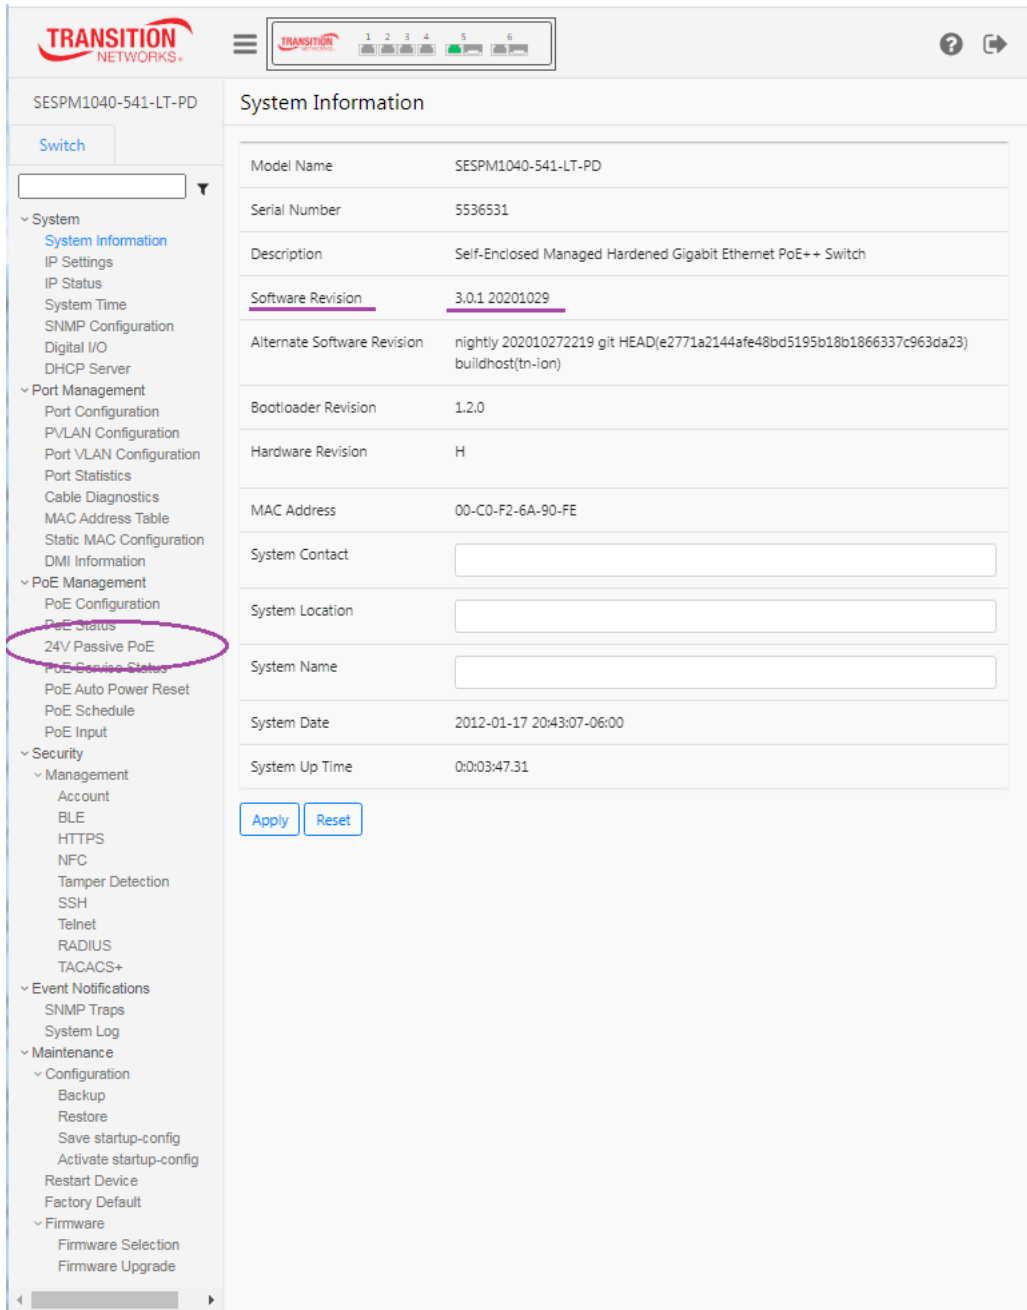 TRANSITION
NETWORKS.
TRANSITION
NETWORKS.
1 2 3 4 5 6
SESPM1040-541-LT-PD
System Information
Switch
System
System Information
IP Settings
IP Status
System Time
SNMP Configuration
Digital I/O
DHCP Server
Port Management
Port Configuration
PVLAN Configuration
Port VLAN Configuration
Port Statistics
Cable Diagnostics
MAC Address Table
Static MAC Configuration
DMI Information
PoE Management
PoE Configuration
PoE Status
24V Passive PoE
PoE Service Status
PoE Auto Power Reset
PoE Schedule
PoE Input
Security
Management
Account
BLE
HTTPS
NFC
Tamper Detection
SSH
Telnet
RADIUS
TACACS+
Event Notifications
SNMP Traps
System Log
Maintenance
Configuration
Backup
Restore
Save startup-config
Activate startup-config
Restart Device
Factory Default
Firmware
Firmware Selection
Firmware Upgrade
Model Name SESPM1040-541-LT-PD
Serial Number 5536531
Description Self-Enclosed Managed Hardened Gigabit Ethernet PoE++ Switch
Software Revision 3.0.1 20201029
Alternate Software Revision nightly 202010272219 git HEAD(e2771a2144afe48bd5195b18b1866337c963da23)
buildhost(tn-ion)
Bootloader Revision 1.2.0
Hardware Revision H
MAC Address 00-C0-F2-6A-90-FE
System Contact
System Location
System Name
System Date 2012-01-17 20:43:07-06:00
System Up Time 0:0:03:47.31
Apply Reset